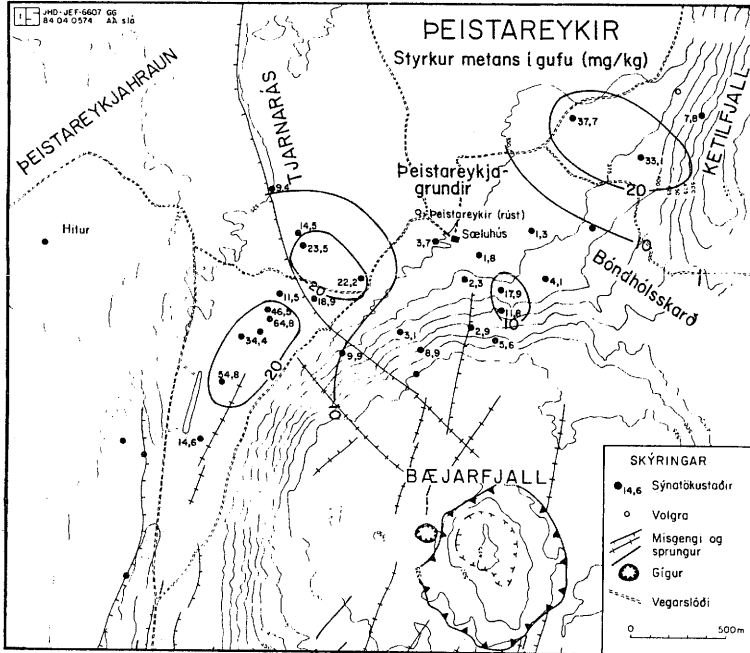 JHD-JEF-6607 GG
84.04.0574 AA sló
ÞEISTAREYKIR
Styrkur metans í gufu (mg/kg)
ÞEISTAREYKJAHRAUN
TJARNARÁS
KETILFJALL
37,7
7,8
33,1
20
Þeistareykja-
grundir
9,4
Þeistareykir (rúst)
Sæluhús
Hitur
14,5
23,5
3,7
1,3
10
1,8
Bóndhólsskarð
22,2
2,3
4,1
20
11,5
18,9
17,9
46,5
64,8
11,8
10
34,4
3,1
2,9
5,6
9,9
8,9
54,8
20
10
14,6
BÆJARFJALL
SKÝRINGAR
14,6 Sýnatökustaðir
Volgra
Misgengi og
sprungur
Gígur
Vegarslóði
0 500m